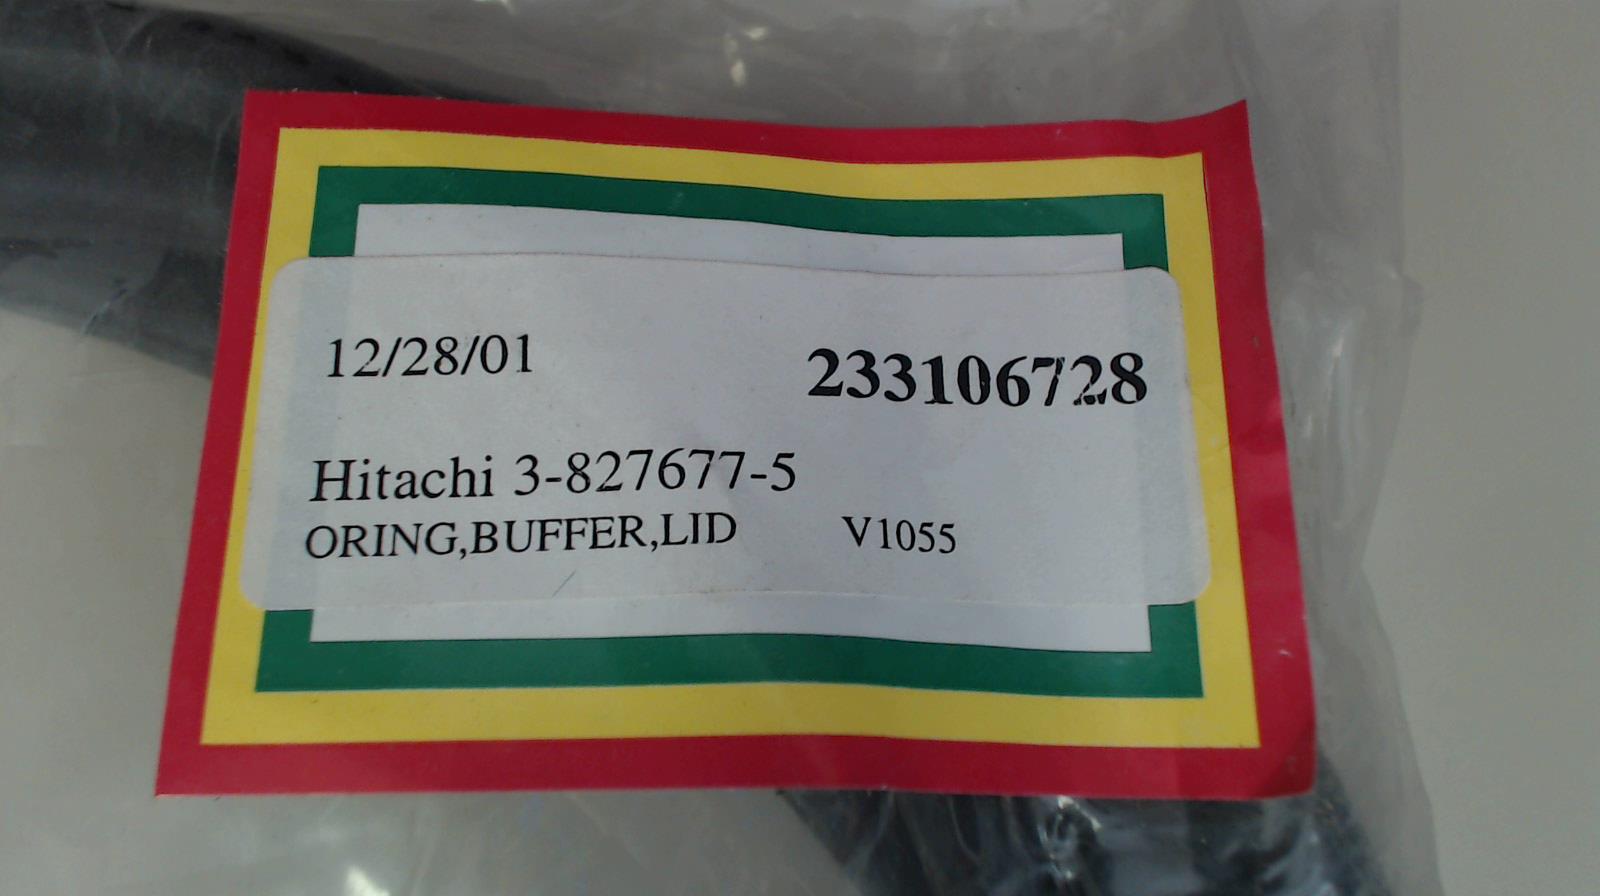 12/28/01 233106728
Hitachi 3-827677-5
ORING,BUFFER,LID V1055